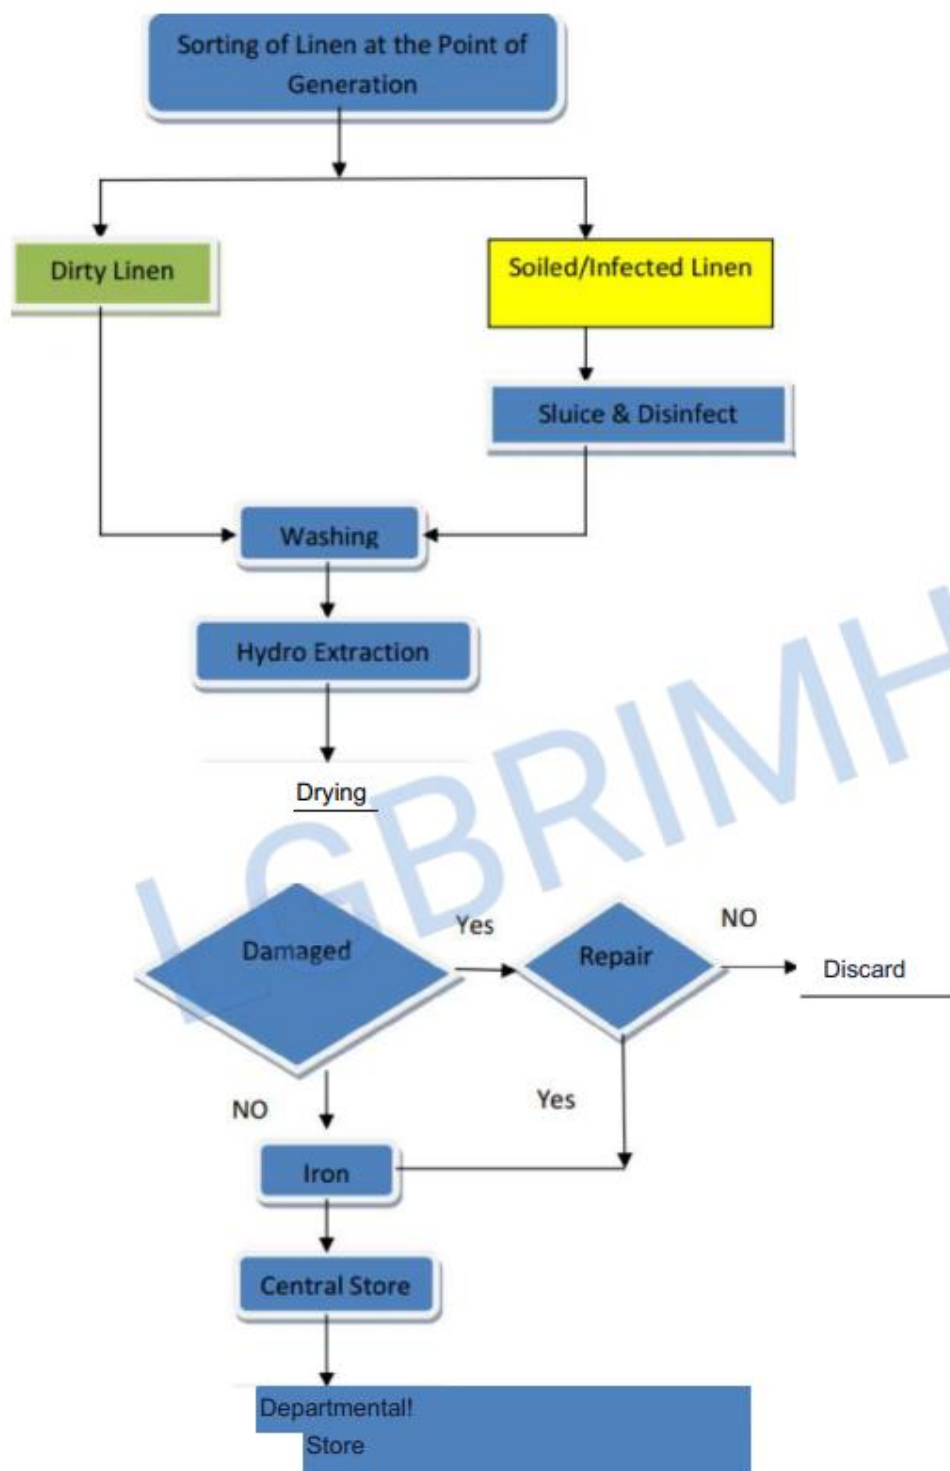 Sorting of Linen at the Point of
Generation
Dirty Linen
Soiled/Infected Linen
Sluice & Disinfect
Washing
Hydro Extraction
LGBRIMH
Drying
Damaged
Yes
Repair
NO
Discard
NO
Yes
Iron
Central Store
Departmental!
Store